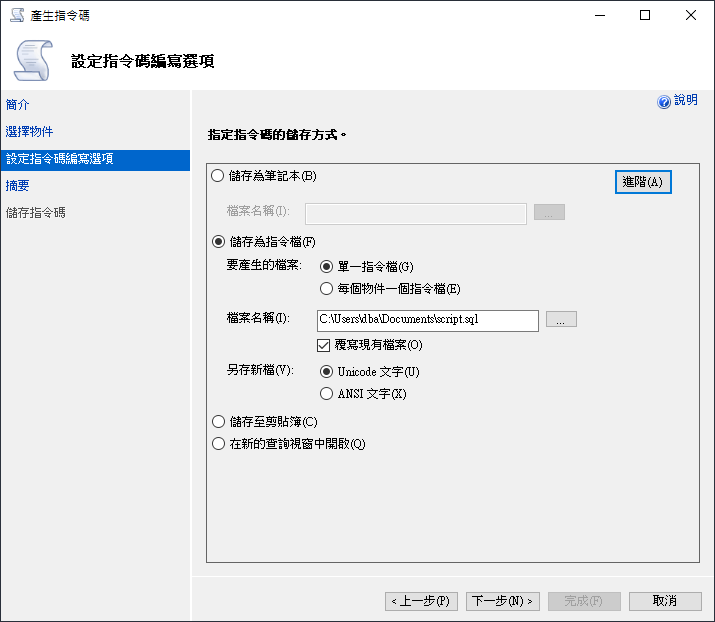 產生指令碼
設定指令碼編寫選項
簡介
選擇物件
設定指令碼編寫選項
摘要
儲存指令碼
說明
指定指令碼的儲存方式。
儲存為筆記本(B)
進階(A)
檔案名稱(I):
...
儲存為指令檔(F)
要產生的檔案:
單一指令檔(G)
每個物件一個指令檔(E)
檔案名稱(I):
C:\Users\dba\Documents\script.sql
...
覆寫現有檔案(O)
另存新檔(V):
Unicode 文字(U)
ANSI 文字(X)
儲存至剪貼簿(C)
在新的查詢視窗中開啟(Q)
< 上一步(P)
下一步(N) >
完成(F)
取消